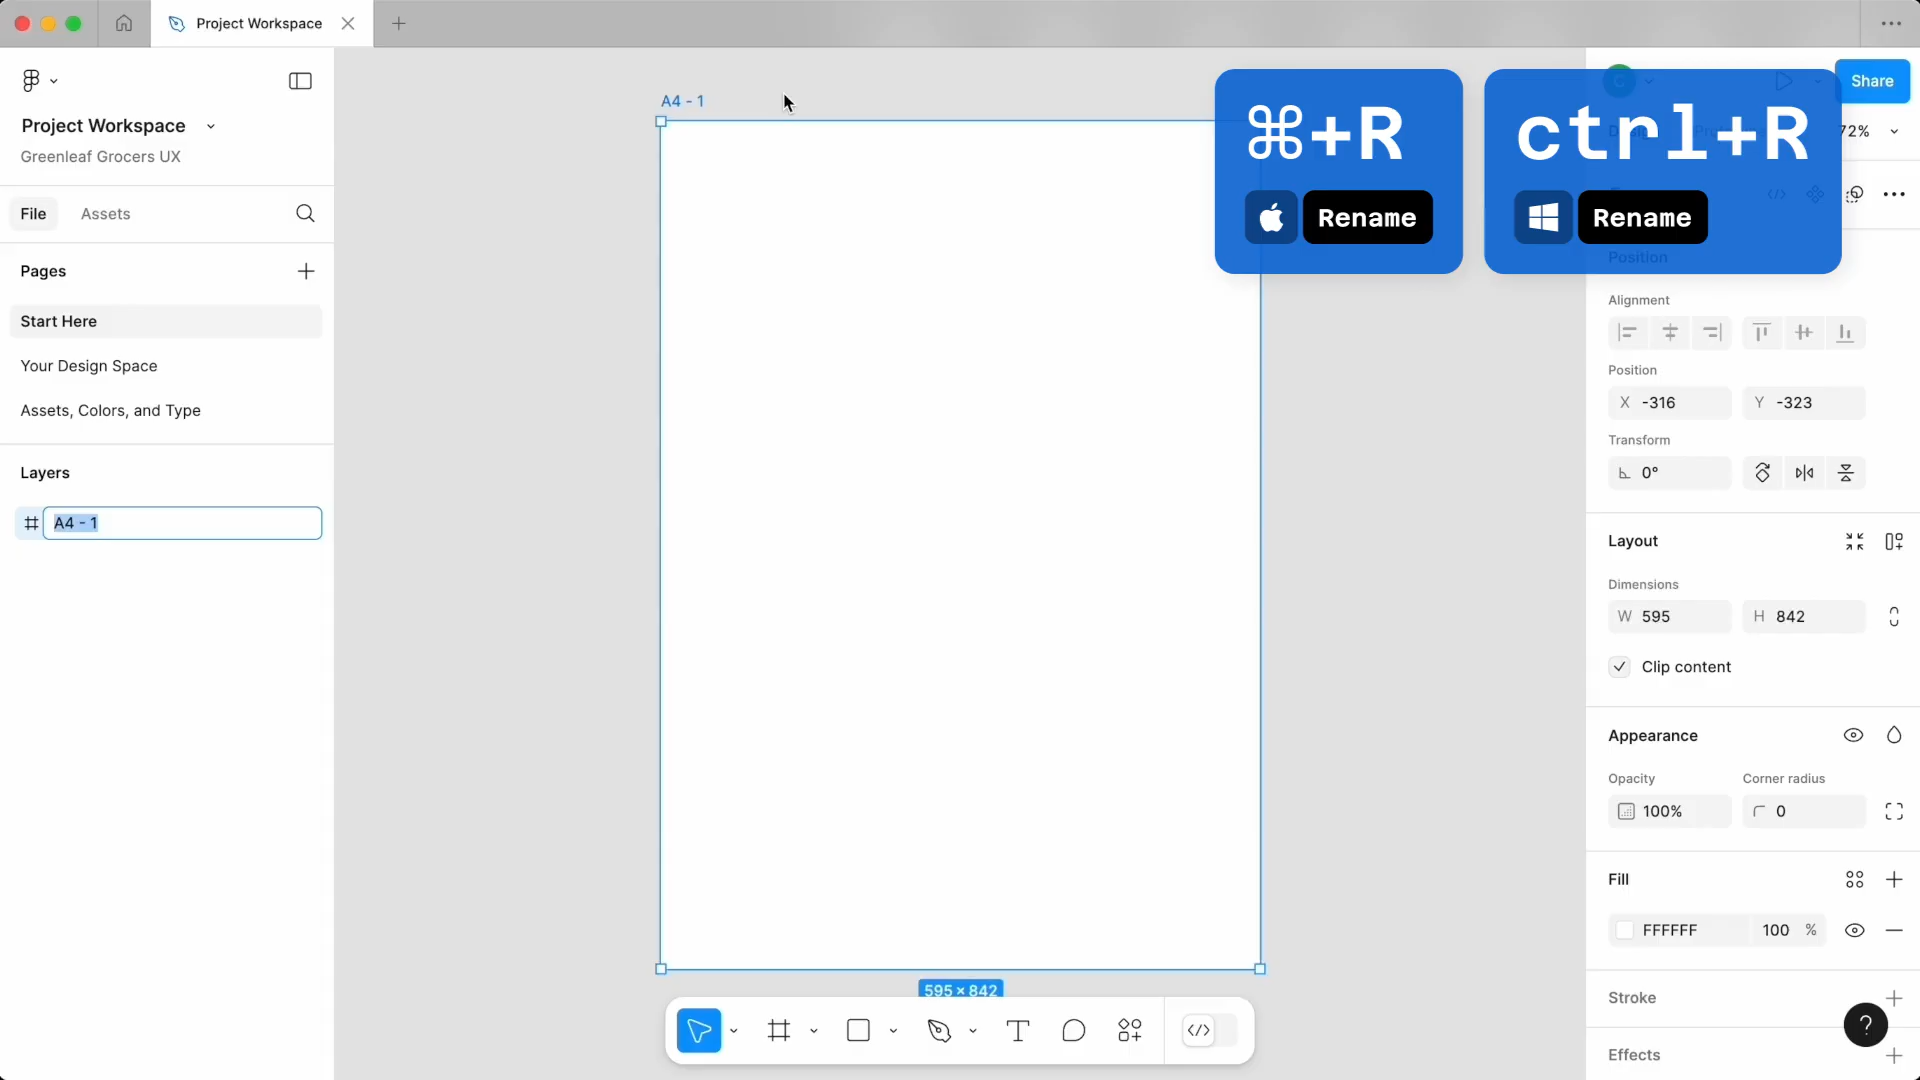 Project Workspace
Project Workspace
Greenleaf Grocers UX
File
Assets
Pages
Start Here
Your Design Space
Assets, Colors, and Type
Layers
A4 - 1
A4 - 1
595 × 842
⌘+R
Rename
ctrl+R
Rename
Share
72%
Position
Alignment
Position
X -316
Y -323
Transform
0°
Layout
Dimensions
W 595
H 842
Clip content
Appearance
Opacity
Corner radius
100%
0
Fill
FFFFFF 100 %
Stroke
Effects
?